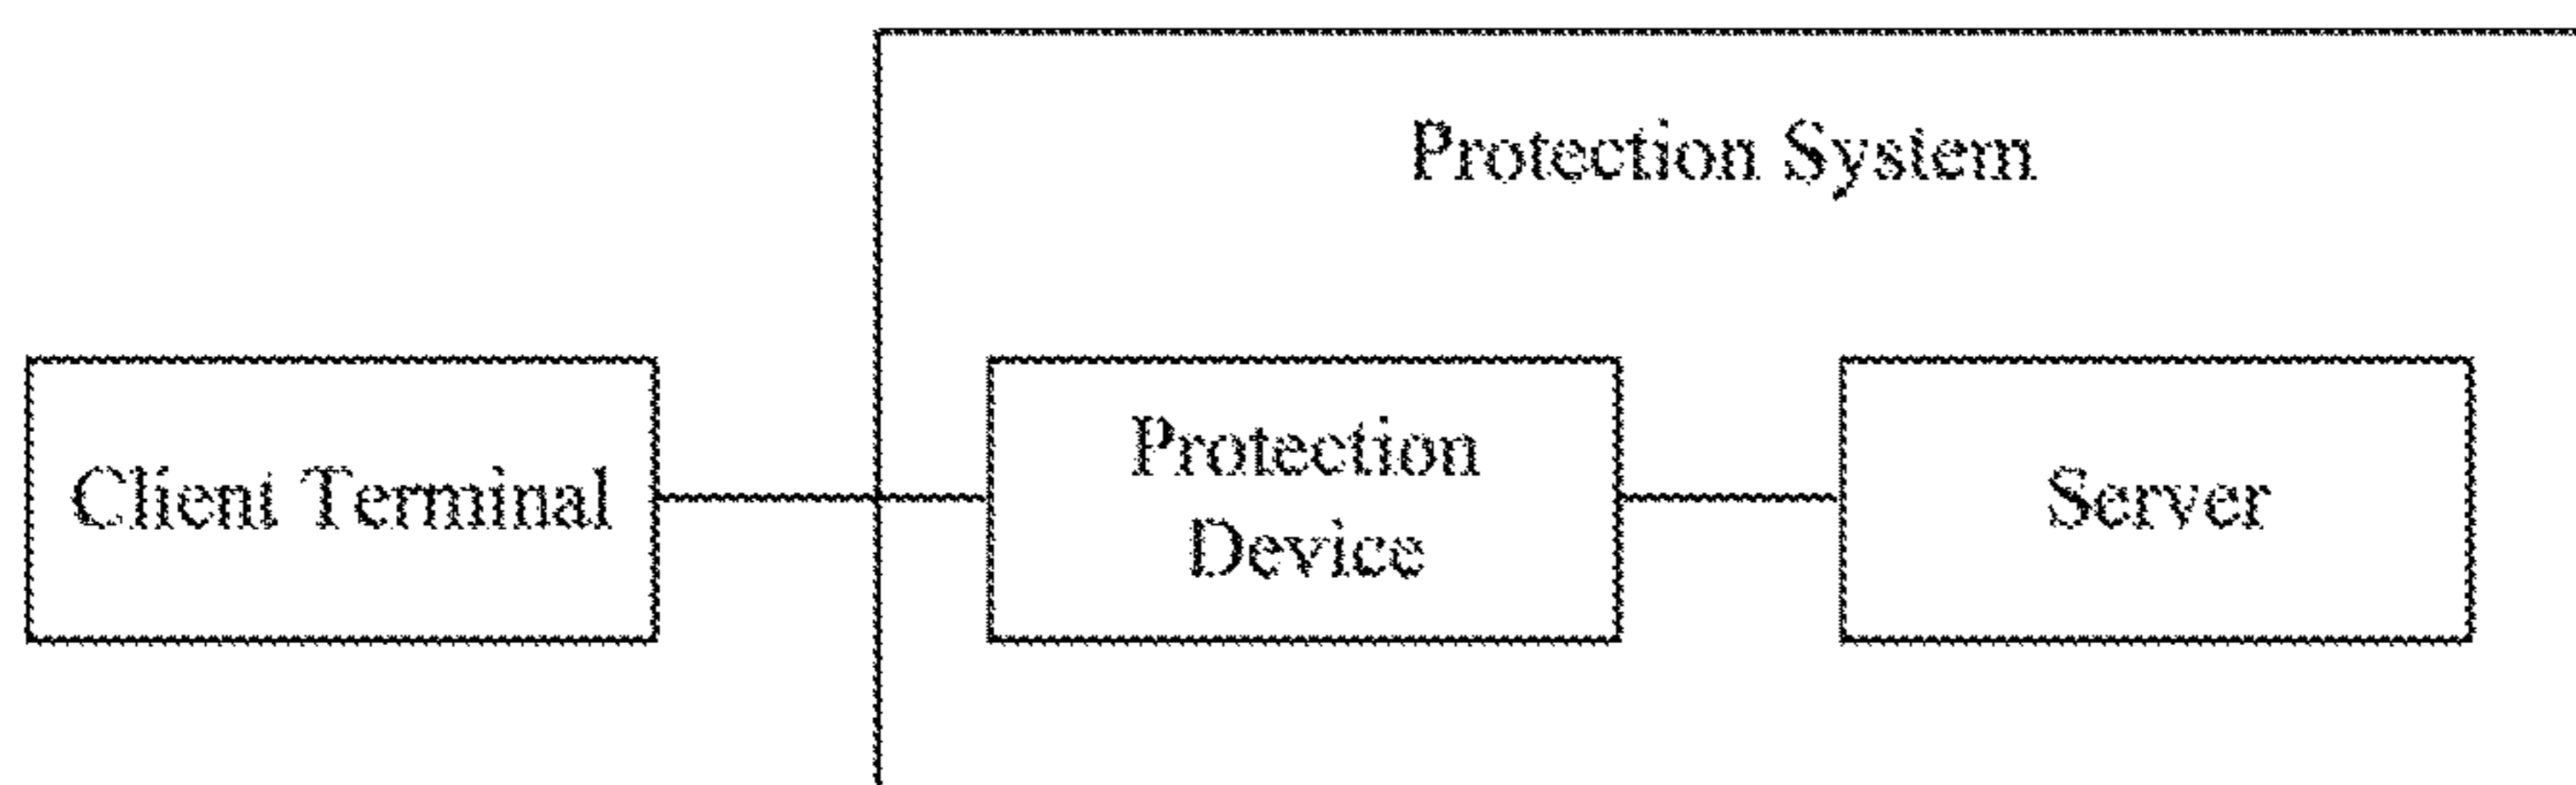 Protection System
Client Terminal
Protection
Device
Server